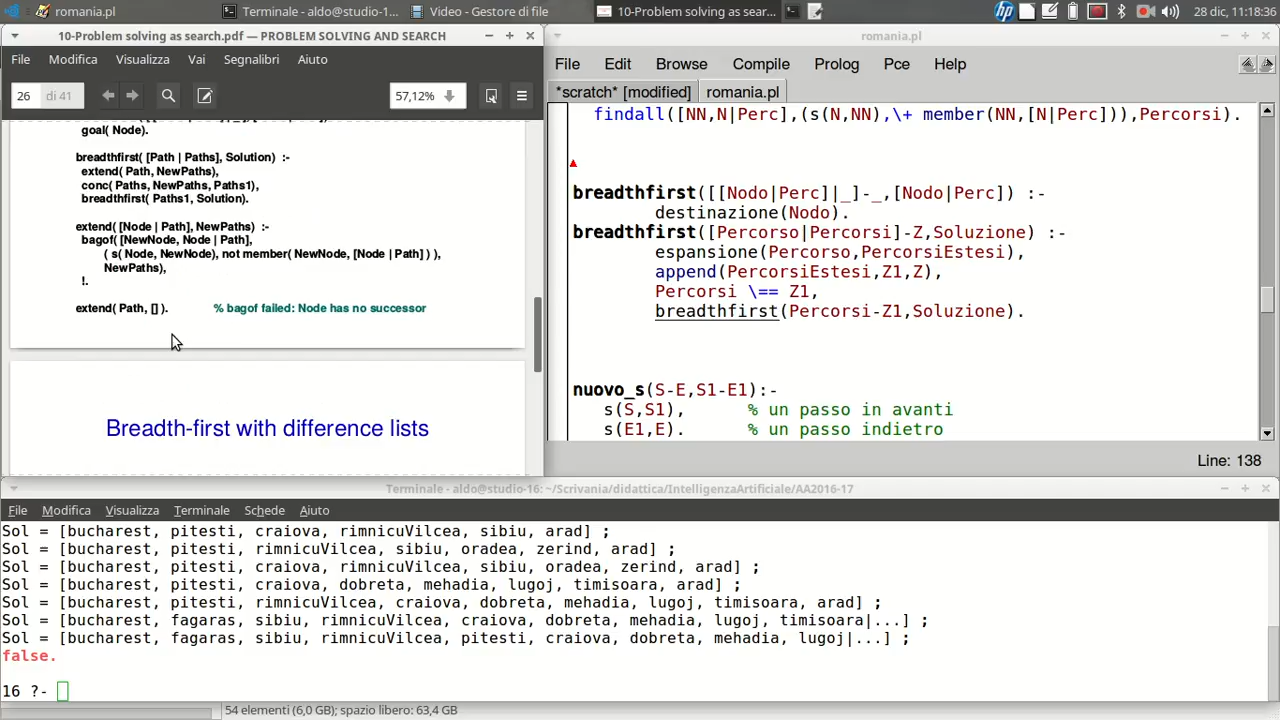 romania.pl
Terminale - aldo@studio-1...
Video - Gestore di file
10-Problem solving as sear...
28 dic, 11:18:36
10-Problem solving as search.pdf — PROBLEM SOLVING AND SEARCH
File Modifica Visualizza Vai Segnalibri Aiuto
26 di 41
57,12%
goal( Node).
breadthfirst( [Path | Paths], Solution) :-
extend( Path, NewPaths),
conc( Paths, NewPaths, Paths1),
breadthfirst( Paths1, Solution).
extend( [Node | Path], NewPaths) :-
bagof( [NewNode, Node | Path],
( s( Node, NewNode), not member( NewNode, [Node | Path] ) ),
NewPaths),
!.
extend( Path, [] ). % bagof failed: Node has no successor
Breadth-first with difference lists
romania.pl
File Edit Browse Compile Prolog Pce Help
*scratch* [modified] romania.pl
findall([NN,N|Perc],(s(N,NN),\+ member(NN,[N|Perc])),Percorsi).
breadthfirst([[Nodo|Perc]|_]-_,[Nodo|Perc]) :-
destinazione(Nodo).
breadthfirst([Percorso|Percorsi]-Z,Soluzione) :-
espansione(Percorso,PercorsiEstesi),
append(PercorsiEstesi,Z1,Z),
Percorsi \== Z1,
breadthfirst(Percorsi-Z1,Soluzione).
nuovo_s(S-E,S1-E1):-
s(S,S1), % un passo in avanti
s(E1,E). % un passo indietro
Line: 138
Terminale - aldo@studio-16: ~/Scrivania/didattica/IntelligenzaArtificiale/AA2016-17
File Modifica Visualizza Terminale Schede Aiuto
Sol = [bucharest, pitesti, craiova, rimnicuVilcea, sibiu, arad] ;
Sol = [bucharest, pitesti, rimnicuVilcea, sibiu, oradea, zerind, arad] ;
Sol = [bucharest, pitesti, craiova, rimnicuVilcea, sibiu, oradea, zerind, arad] ;
Sol = [bucharest, pitesti, craiova, dobreta, mehadia, lugoj, timisoara, arad] ;
Sol = [bucharest, pitesti, rimnicuVilcea, craiova, dobreta, mehadia, lugoj, timisoara, arad] ;
Sol = [bucharest, fagaras, sibiu, rimnicuVilcea, craiova, dobreta, mehadia, lugoj, timisoara|...] ;
Sol = [bucharest, fagaras, sibiu, rimnicuVilcea, pitesti, craiova, dobreta, mehadia, lugoj|...] ;
false.
16 ?-
54 elementi (6,0 GB); spazio libero: 63,4 GB